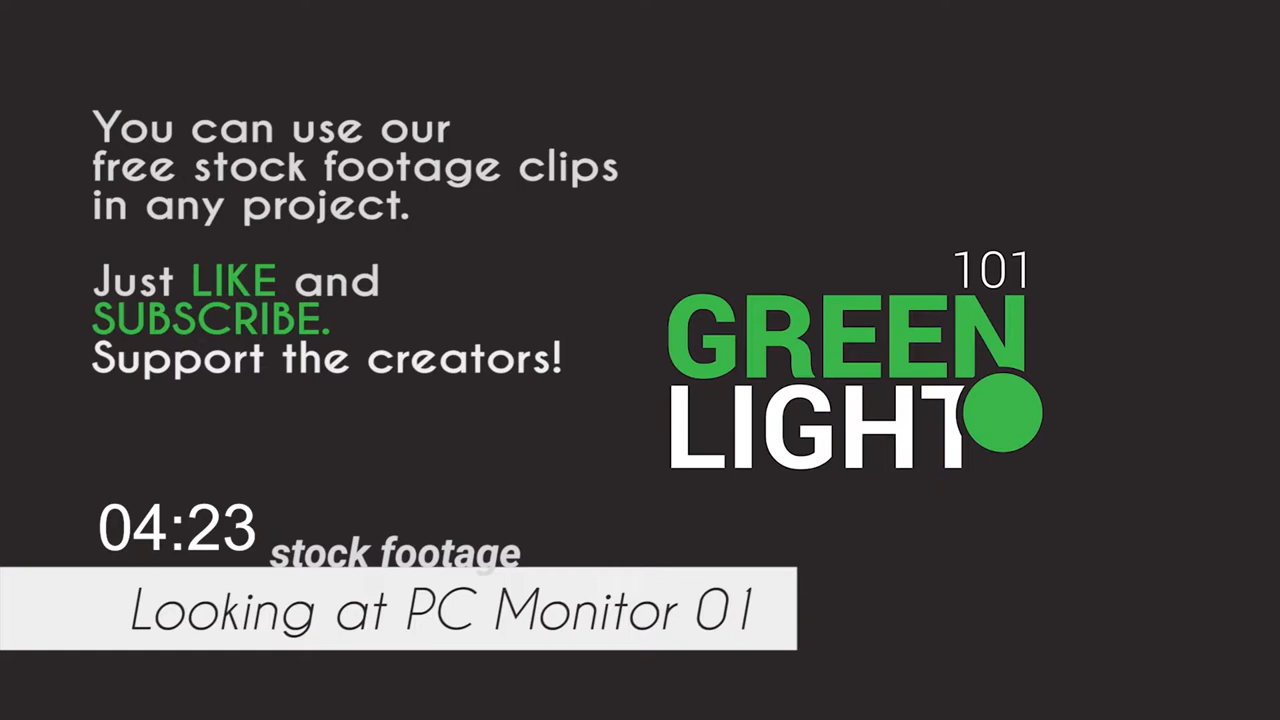 You can use our
free stock footage clips
in any project.
Just LIKE and
SUBSCRIBE.
Support the creators!
101
GREEN
LIGHT
04:23
stock footage
Looking at PC Monitor 01